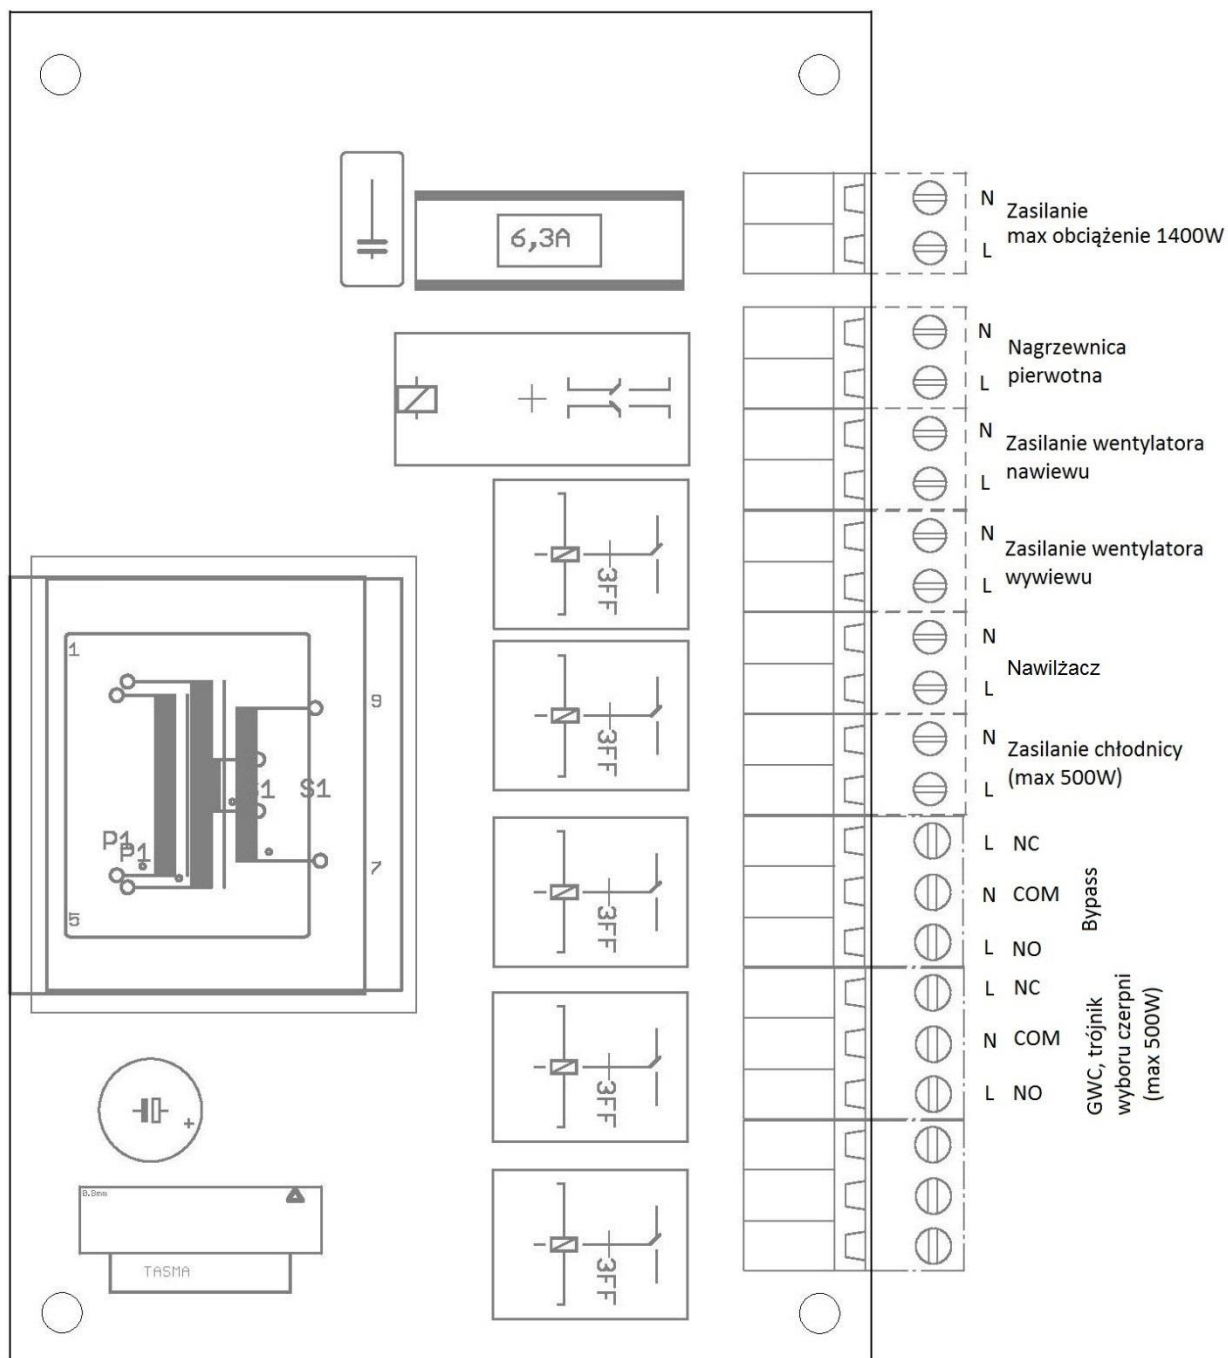 6,3A
N
Zasilanie
max obciążenie 1400W
L
N
Nagrzewnica
pierwotna
L
N
Zasilanie wentylatora
nawiewu
L
N
Zasilanie wentylatora
wywiewu
L
N
Nawilżacz
L
N
Zasilanie chłodnicy
(max 500W)
L
L NC
N COM
L NO
Bypass
L NC
N COM
L NO
GWC, trójnik
wyboru czerpni
(max 500W)
3FF
3FF
3FF
3FF
3FF
1
9
S1
S1
P1
P1
7
5
TASMA